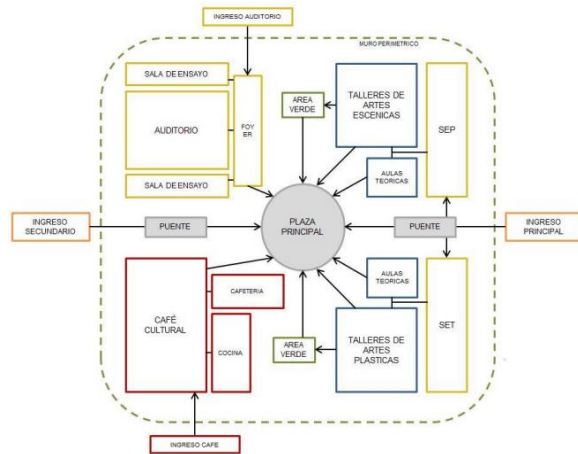 INGRESO AUDITORIO
MURO PERIMETRICO
SALA DE ENSAYO
AUDITORIO
FOY
ER
SALA DE ENSAYO
AREA
VERDE
TALLERES DE
ARTES
ESCENICAS
AULAS
TEORICAS
SEP
INGRESO
SECUNDARIO
PUENTE
PLAZA
PRINCIPAL
PUENTE
INGRESO
PRINCIPAL
CAFÉ
CULTURAL
CAFETERIA
COCINA
AREA
VERDE
AULAS
TEORICAS
TALLERES DE
ARTES
PLASTICAS
SET
INGRESO CAFE